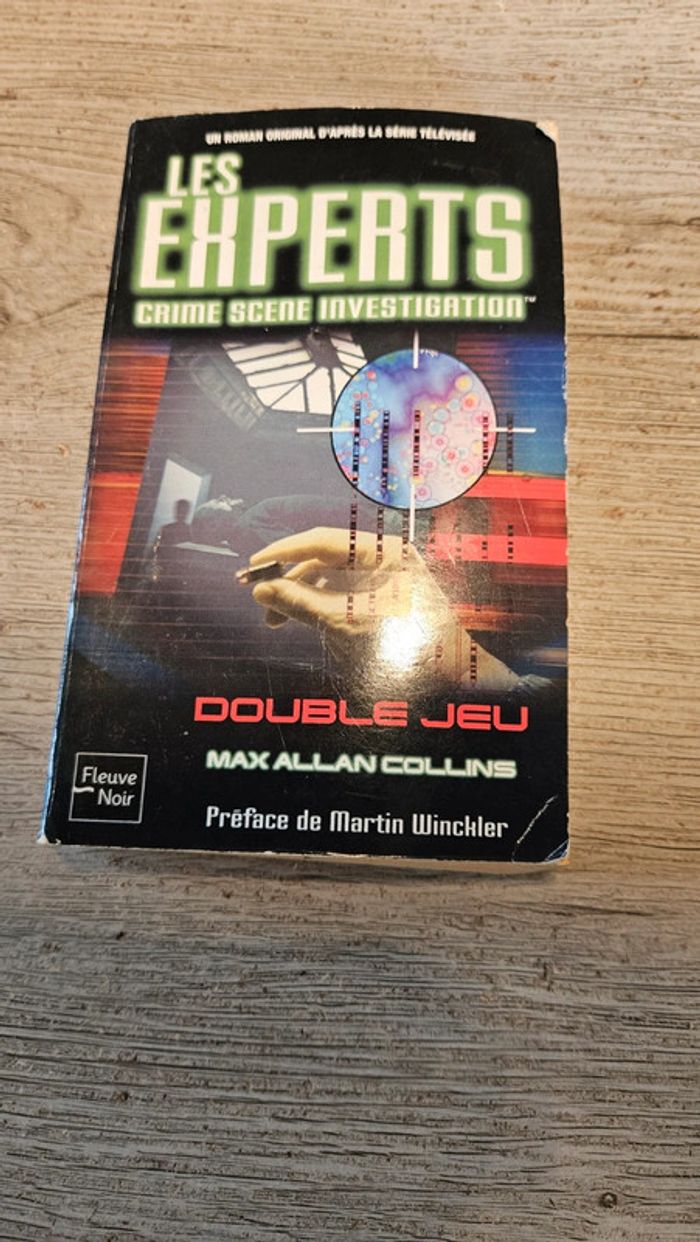 UN ROMAN ORIGINAL D'APRÈS LA SÉRIE TÉLÉVISÉE
LES
EXPERTS
CRIME SCENE INVESTIGATION™
DOUBLE JEU
MAX ALLAN COLLINS
Fleuve
Noir
Préface de Martin Winckler